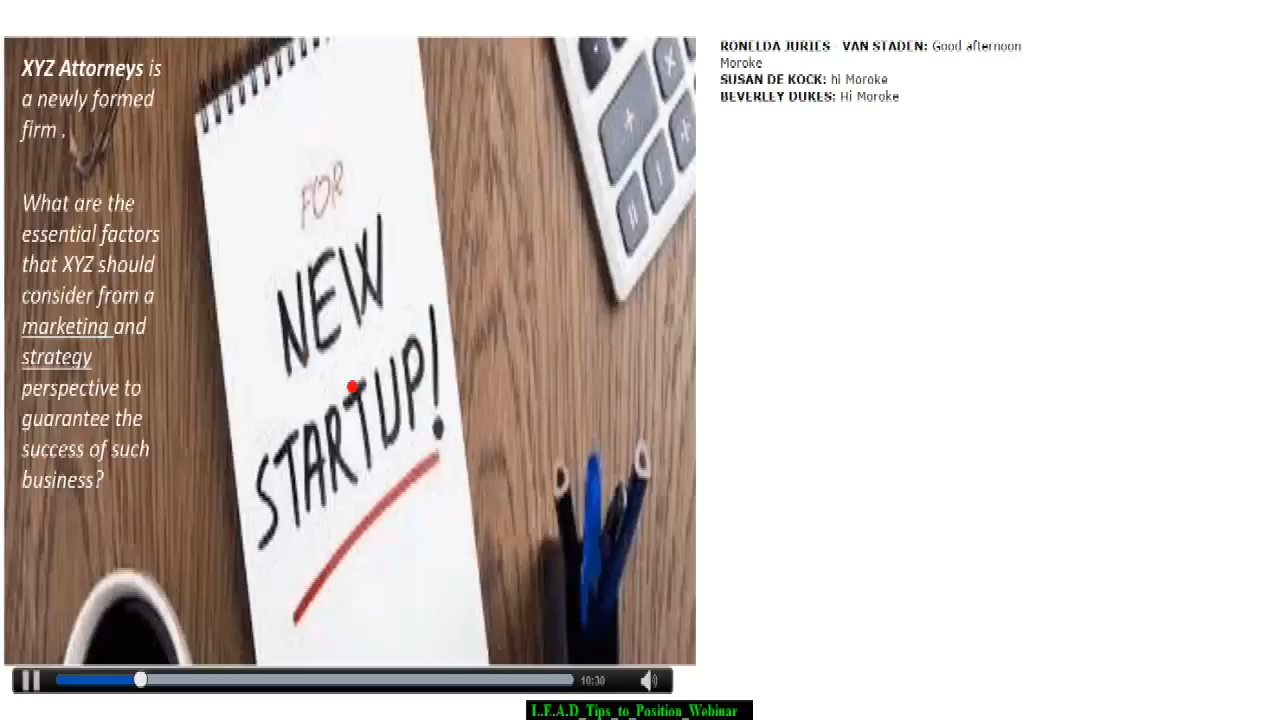 XYZ Attorneys is
a newly formed
firm .
What are the
essential factors
that XYZ should
consider from a
marketing and
strategy
perspective to
guarantee the
success of such
business?
FOR
NEW
STARTUP!
RONELDA JURIES - VAN STADEN: Good afternoon
Moroke
SUSAN DE KOCK: hi Moroke
BEVERLEY DUKES: Hi Moroke
10:30
L.E.A.D_Tips_to_Position_Webinar